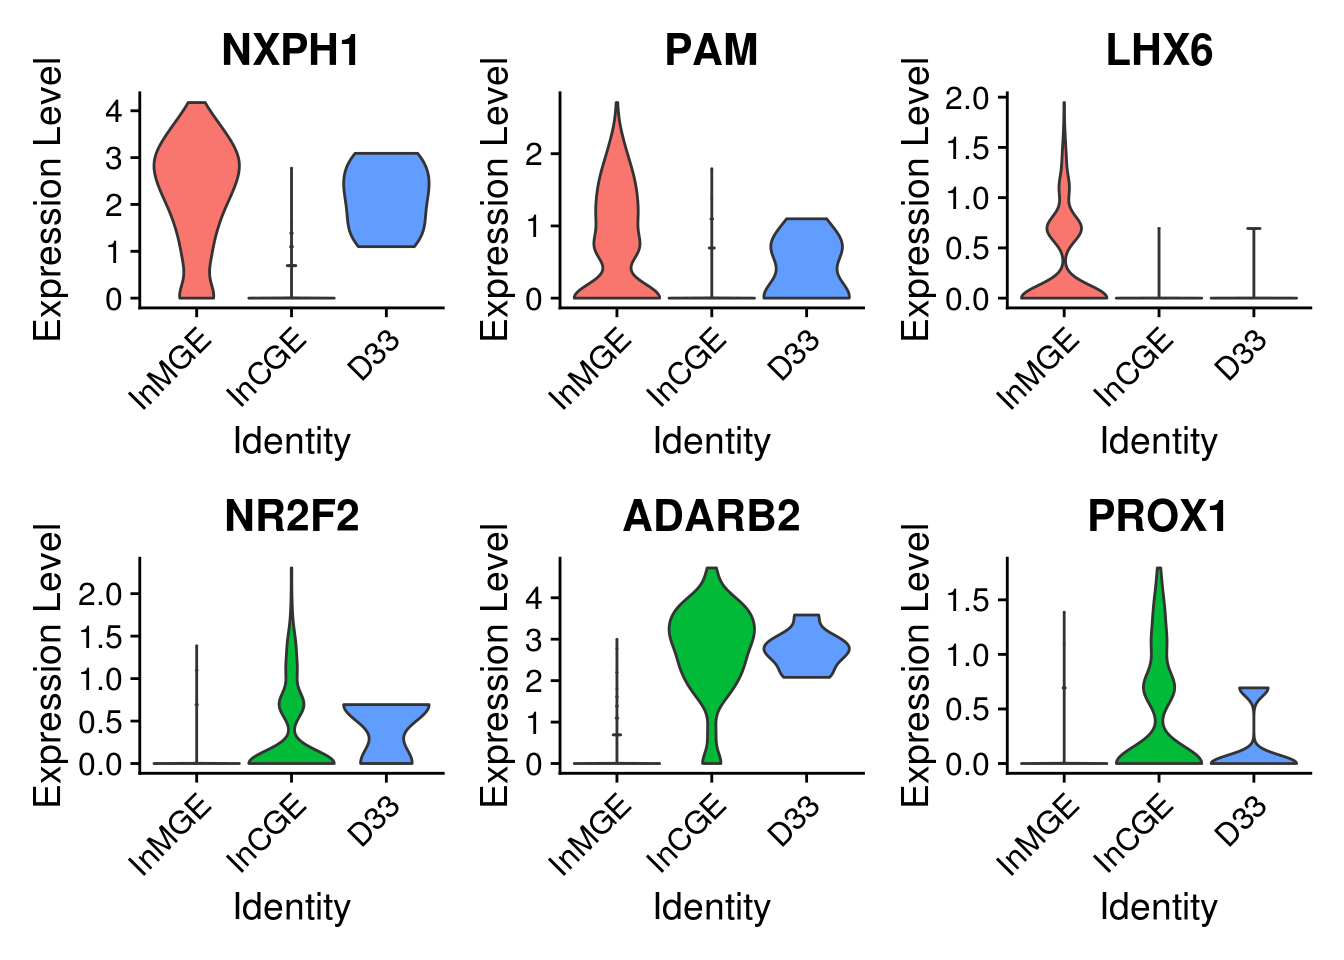 NXPH1
Expression Level
4
3
2
1
0
InMGE
InCGE
D33
Identity
PAM
Expression Level
2
1
0
InMGE
InCGE
D33
Identity
LHX6
Expression Level
2.0
1.5
1.0
0.5
0.0
InMGE
InCGE
D33
Identity
NR2F2
Expression Level
2.0
1.5
1.0
0.5
0.0
InMGE
InCGE
D33
Identity
ADARB2
Expression Level
4
3
2
1
0
InMGE
InCGE
D33
Identity
PROX1
Expression Level
1.5
1.0
0.5
0.0
InMGE
InCGE
D33
Identity